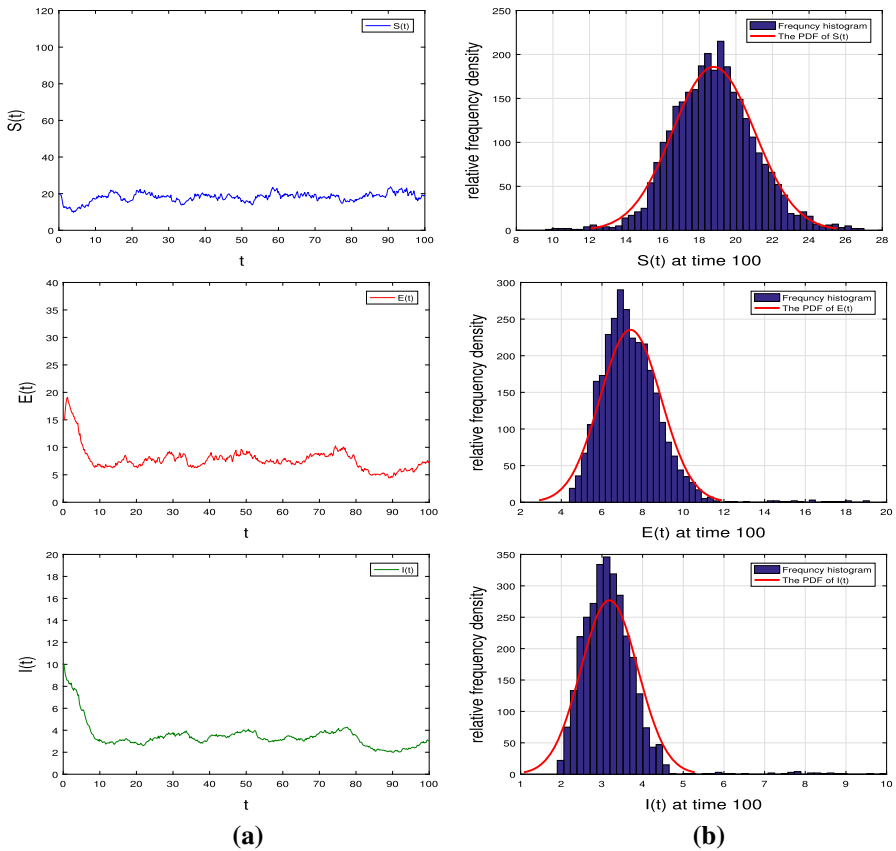 120
100
80
60
40
20
0
S(t)
S(t)
0 10 20 30 40 50 60 70 80 90 100
t
250
200
150
100
50
0
relative frequency density
Frequncy histogram
The PDF of S(t)
8 10 12 14 16 18 20 22 24 26 28
S(t) at time 100
40
35
30
25
20
15
10
5
0
E(t)
E(t)
0 10 20 30 40 50 60 70 80 90 100
t
300
250
200
150
100
50
0
relative frequency density
Frequncy histogram
The PDF of E(t)
2 4 6 8 10 12 14 16 18 20
E(t) at time 100
20
18
16
14
12
10
8
6
4
2
0
I(t)
I(t)
0 10 20 30 40 50 60 70 80 90 100
t
350
300
250
200
150
100
50
0
relative frequency density
Frequncy histogram
The PDF of I(t)
1 2 3 4 5 6 7 8 9 10
I(t) at time 100
(a)
(b)